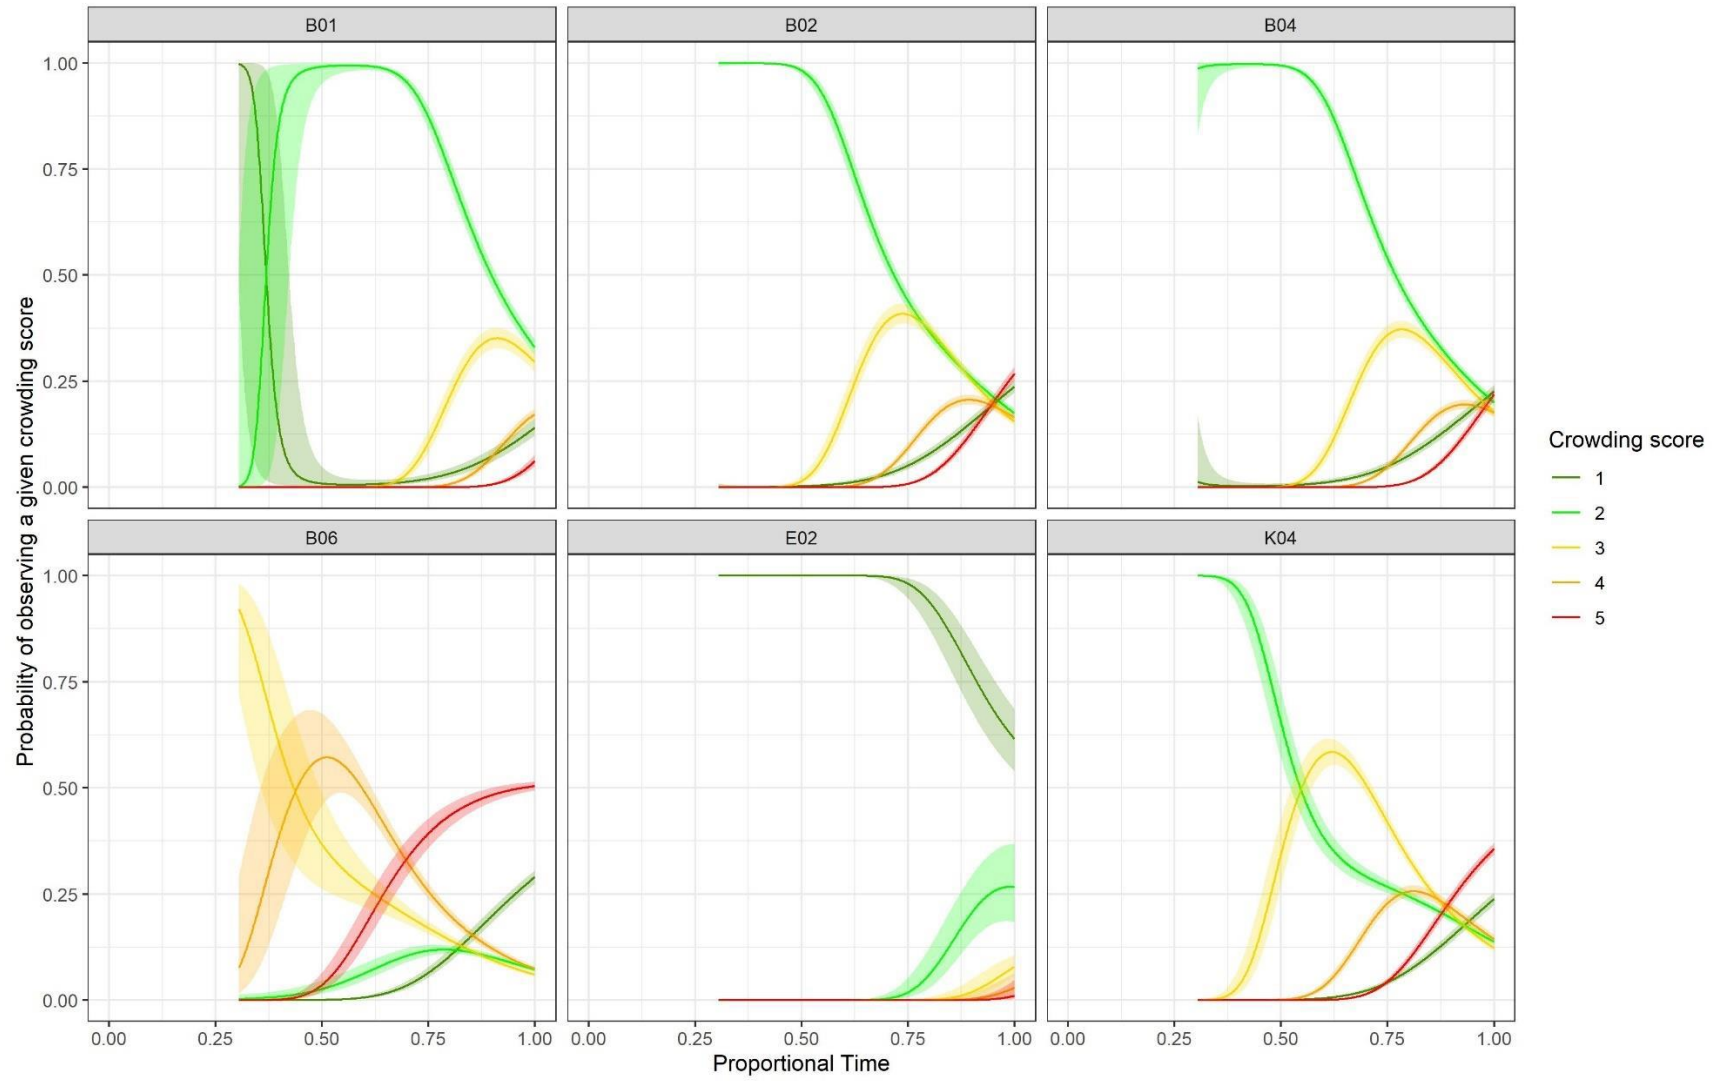 B01 B02 B04
1.00
0.75
0.50
0.25
0.00
B06 E02 K04
1.00
0.75
0.50
0.25
0.00
0.00 0.25 0.50 0.75 1.00 0.00 0.25 0.50 0.75 1.00 0.00 0.25 0.50 0.75 1.00
Proportional Time
Probability of observing a given crowding score
Crowding score
1
2
3
4
5